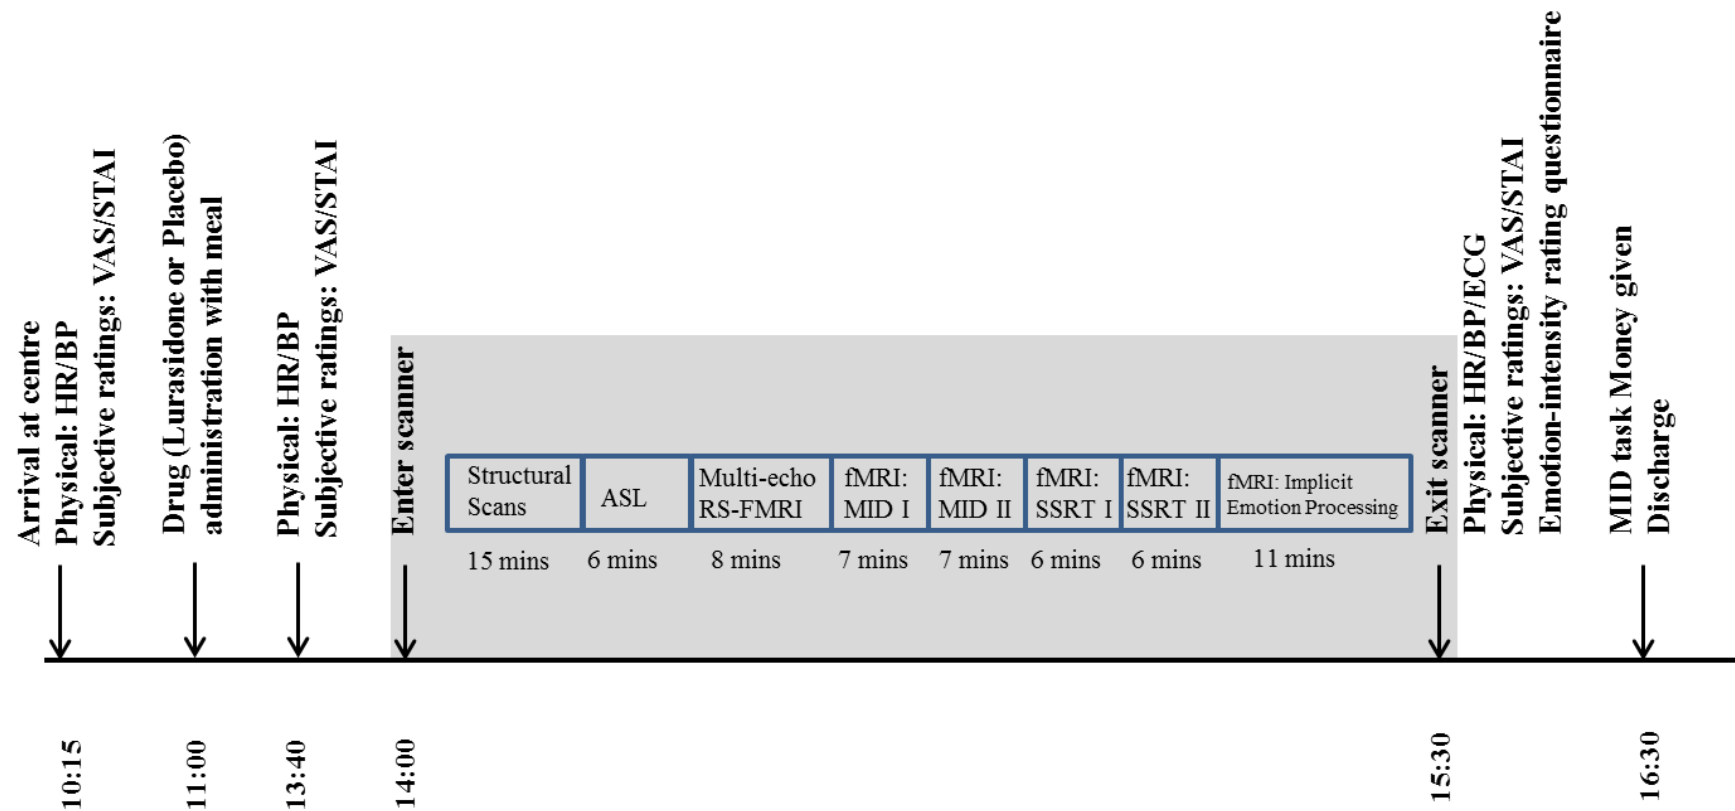 Arrival at centre
Physical: HR/BP
Subjective ratings: VAS/STAI
Drug (Lurasidone or Placebo)
administration with meal
Physical: HR/BP
Subjective ratings: VAS/STAI
Enter scanner
Structural
Scans
ASL
Multi-echo
RS-FMRI
fMRI:
MID I
fMRI:
MID II
fMRI:
SSRT I
fMRI:
SSRT II
fMRI: Implicit
Emotion Processing
15 mins
6 mins
8 mins
7 mins
7 mins
6 mins
6 mins
11 mins
Exit scanner
Physical: HR/BP/ECG
Subjective ratings: VAS/STAI
Emotion-intensity rating questionnaire
MID task Money given
Discharge
10:15
11:00
13:40
14:00
15:30
16:30